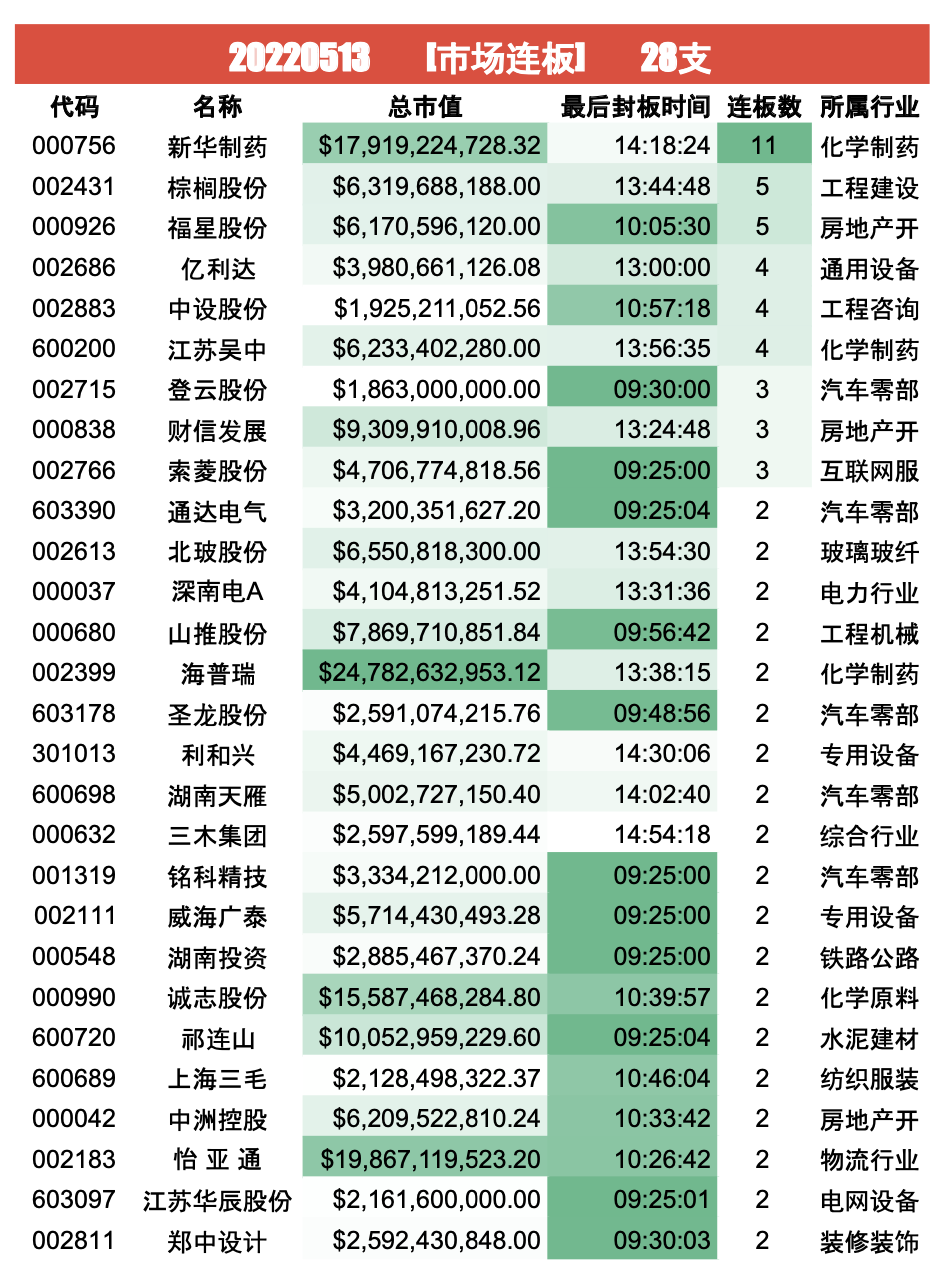 20220513 [市场连板] 28支
代码 名称 总市值 最后封板时间 连板数 所属行业
000756 新华制药 $17,919,224,728.32 14:18:24 11 化学制药
002431 棕榈股份 $6,319,688,188.00 13:44:48 5 工程建设
000926 福星股份 $6,170,596,120.00 10:05:30 5 房地产开
002686 亿利达 $3,980,661,126.08 13:00:00 4 通用设备
002883 中设股份 $1,925,211,052.56 10:57:18 4 工程咨询
600200 江苏吴中 $6,233,402,280.00 13:56:35 4 化学制药
002715 登云股份 $1,863,000,000.00 09:30:00 3 汽车零部
000838 财信发展 $9,309,910,008.96 13:24:48 3 房地产开
002766 索菱股份 $4,706,774,818.56 09:25:00 3 互联网服
603390 通达电气 $3,200,351,627.20 09:25:04 2 汽车零部
002613 北玻股份 $6,550,818,300.00 13:54:30 2 玻璃玻纤
000037 深南电A $4,104,813,251.52 13:31:36 2 电力行业
000680 山推股份 $7,869,710,851.84 09:56:42 2 工程机械
002399 海普瑞 $24,782,632,953.12 13:38:15 2 化学制药
603178 圣龙股份 $2,591,074,215.76 09:48:56 2 汽车零部
301013 利和兴 $4,469,167,230.72 14:30:06 2 专用设备
600698 湖南天雁 $5,002,727,150.40 14:02:40 2 汽车零部
000632 三木集团 $2,597,599,189.44 14:54:18 2 综合行业
001319 铭科精技 $3,334,212,000.00 09:25:00 2 汽车零部
002111 威海广泰 $5,714,430,493.28 09:25:00 2 专用设备
000548 湖南投资 $2,885,467,370.24 09:25:00 2 铁路公路
000990 诚志股份 $15,587,468,284.80 10:39:57 2 化学原料
600720 祁连山 $10,052,959,229.60 09:25:04 2 水泥建材
600689 上海三毛 $2,128,498,322.37 10:46:04 2 纺织服装
000042 中洲控股 $6,209,522,810.24 10:33:42 2 房地产开
002183 怡 亚 通 $19,867,119,523.20 10:26:42 2 物流行业
603097 江苏华辰股份 $2,161,600,000.00 09:25:01 2 电网设备
002811 郑中设计 $2,592,430,848.00 09:30:03 2 装修装饰